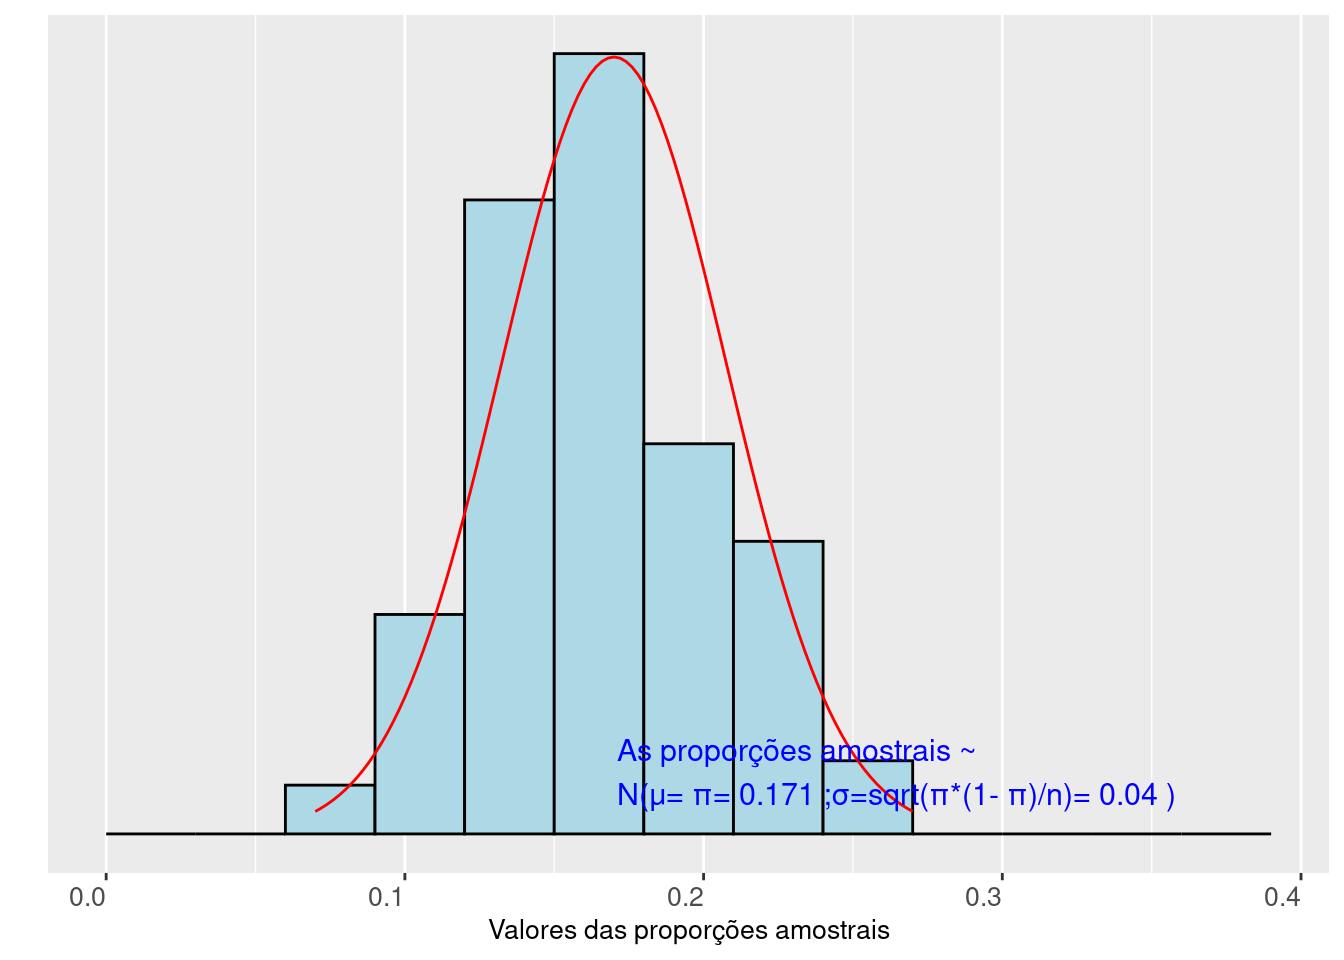 As proporções amostrais ~
N(μ= π= 0.171 ;σ=sqrt(π*(1- π)/n)= 0.04 )
0.0 0.1 0.2 0.3 0.4
Valores das proporções amostrais